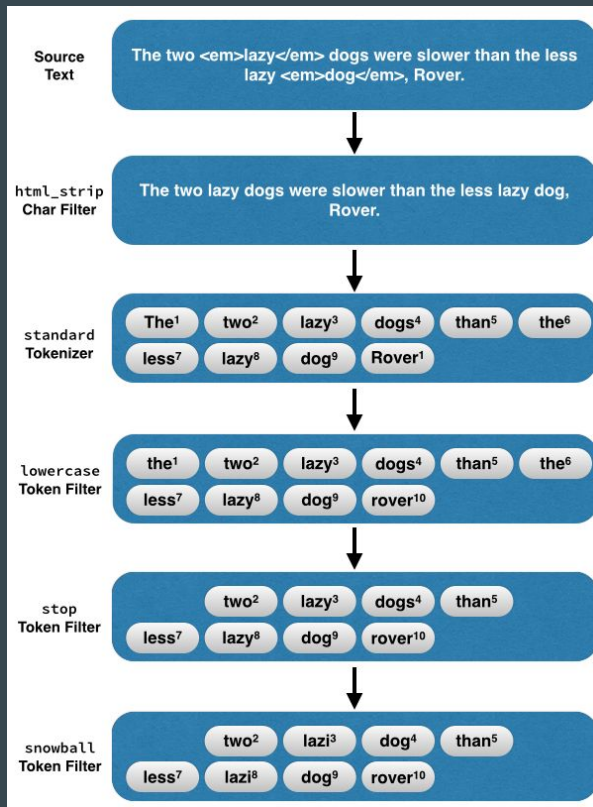 Source
Text
The two <em>lazy</em> dogs were slower than the less
lazy <em>dog</em>, Rover.
html_strip
Char Filter
The two lazy dogs were slower than the less lazy dog,
Rover.
standard
Tokenizer
The¹ two² lazy³ dogs⁴ than⁵ the⁶
less⁷ lazy⁸ dog⁹ Rover¹
lowercase
Token Filter
the¹ two² lazy³ dogs⁴ than⁵ the⁶
less⁷ lazy⁸ dog⁹ rover¹⁰
stop
Token Filter
two² lazy³ dogs⁴ than⁵
less⁷ lazy⁸ dog⁹ rover¹⁰
snowball
Token Filter
two² lazi³ dog⁴ than⁵
less⁷ lazi⁸ dog⁹ rover¹⁰